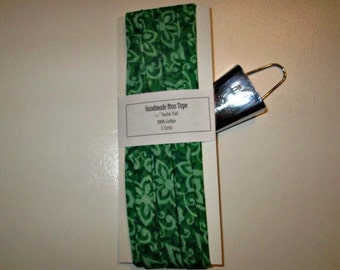 Handmade Bias Tape
" Double Fold
100% Cotton
3 Yards